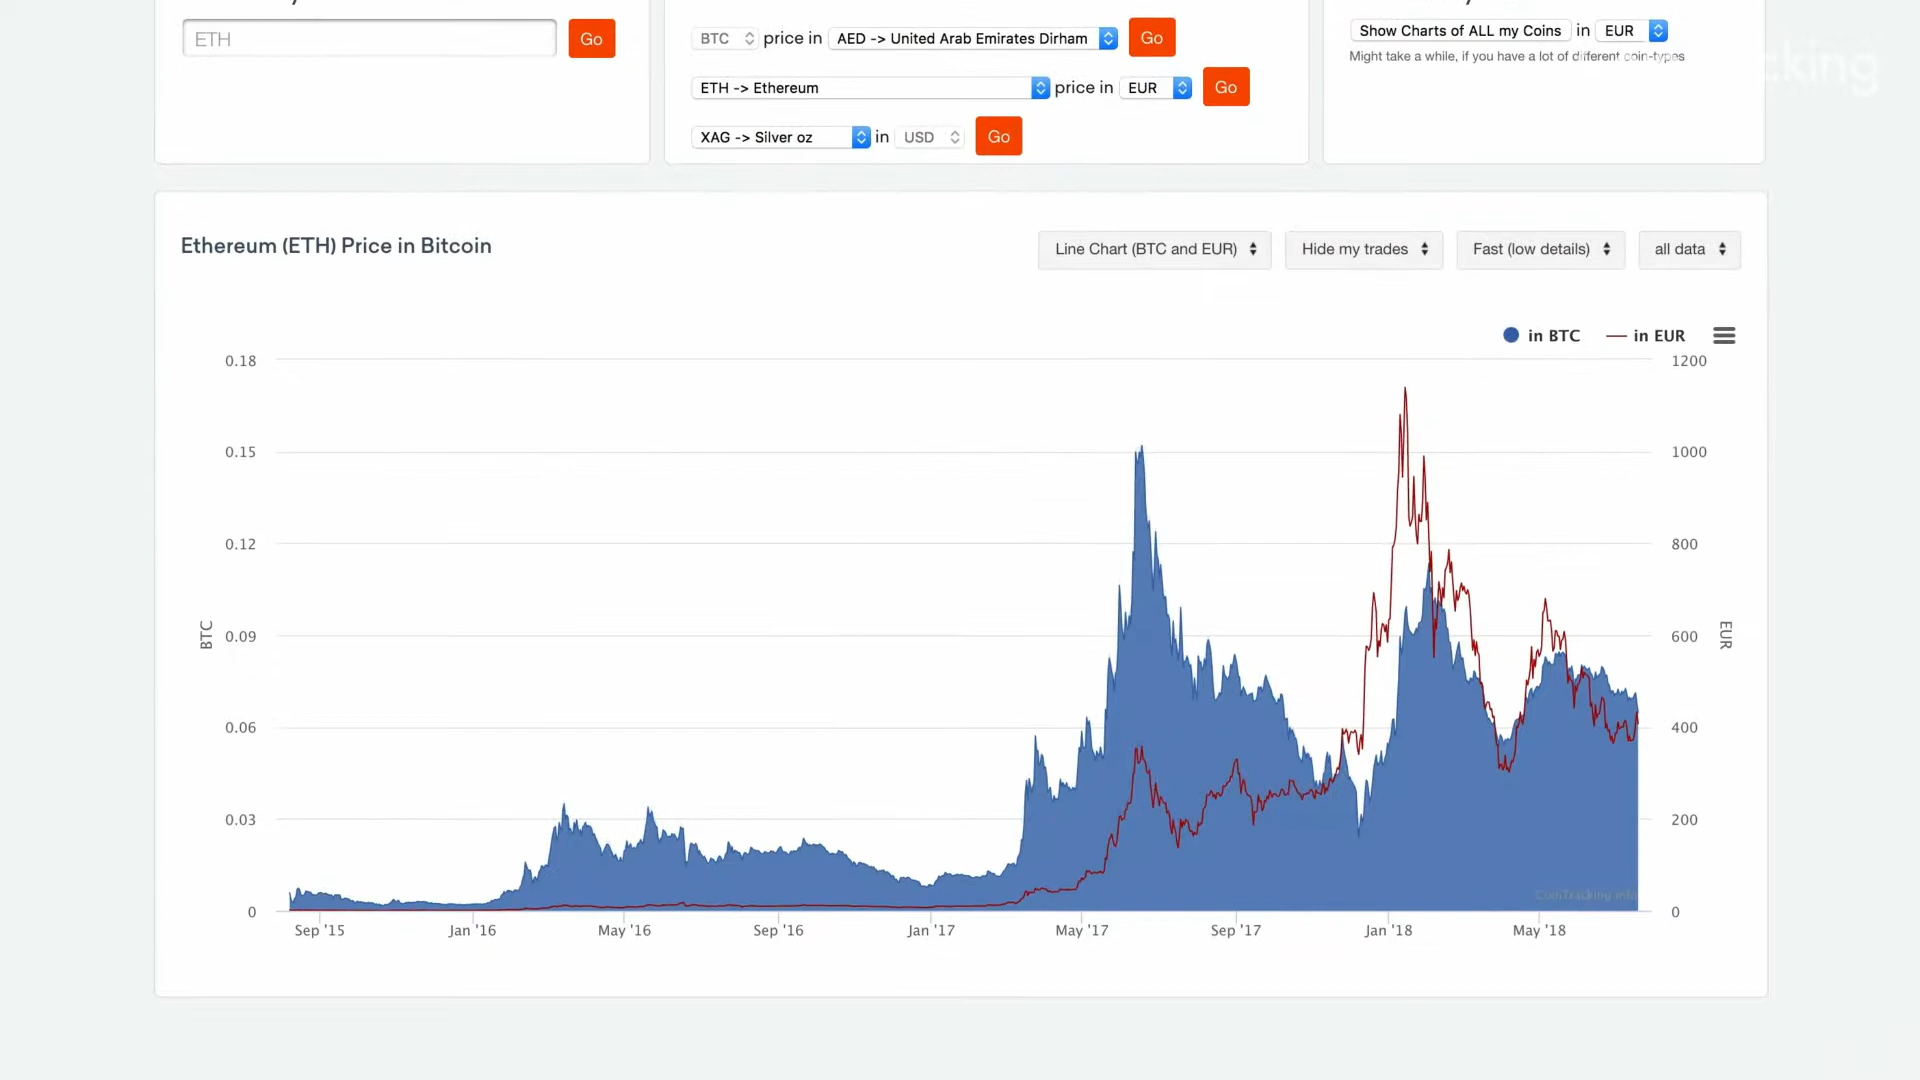 ETH Go
BTC price in AED -> United Arab Emirates Dirham Go
ETH -> Ethereum price in EUR Go
XAG -> Silver oz in USD Go
Show Charts of ALL my Coins in EUR
Might take a while, if you have a lot of different coin-types
cking
Ethereum (ETH) Price in Bitcoin
Line Chart (BTC and EUR) Hide my trades Fast (low details) all data
in BTC in EUR
0.18 1200
0.15 1000
0.12 800
0.09 600
0.06 400
0.03 200
0 0
BTC
EUR
CoinTracking.info
Sep '15 Jan '16 May '16 Sep '16 Jan '17 May '17 Sep '17 Jan '18 May '18